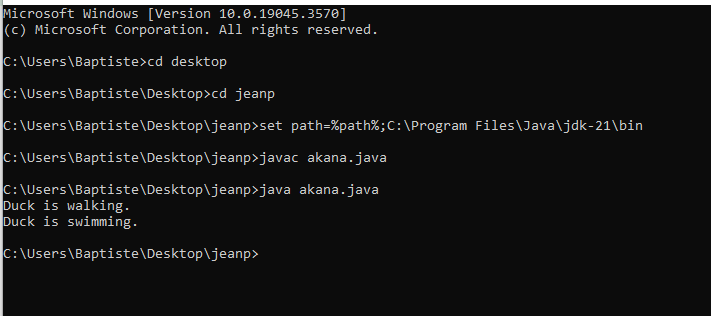 Microsoft Windows [Version 10.0.19045.3570]
(c) Microsoft Corporation. All rights reserved.
C:\Users\Baptiste>cd desktop
C:\Users\Baptiste\Desktop>cd jeanp
C:\Users\Baptiste\Desktop\jeanp>set path=%path%;C:\Program Files\Java\jdk-21\bin
C:\Users\Baptiste\Desktop\jeanp>javac akana.java
C:\Users\Baptiste\Desktop\jeanp>java akana.java
Duck is walking.
Duck is swimming.
C:\Users\Baptiste\Desktop\jeanp>